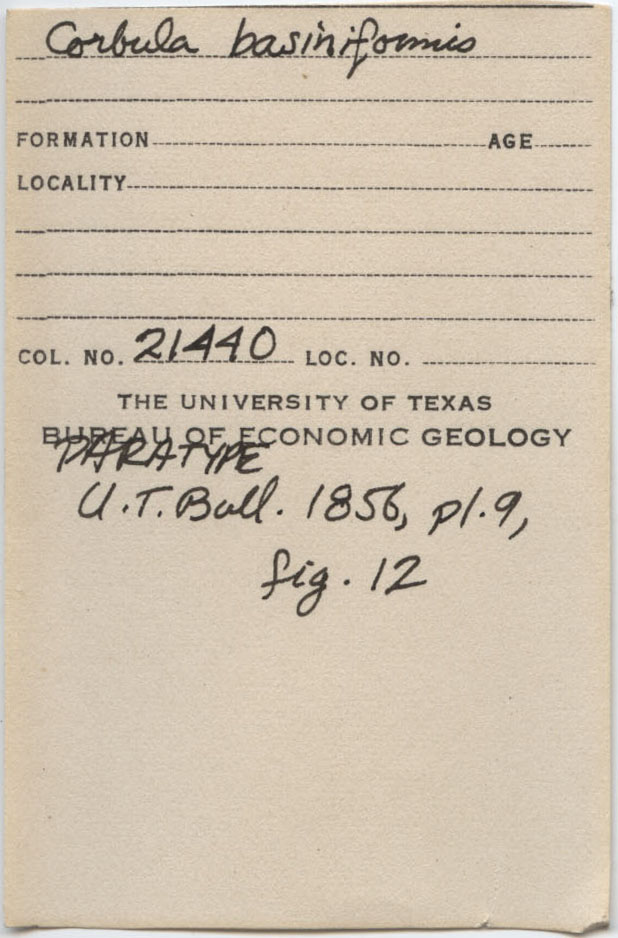 Corbula basiniformis
FORMATION AGE
LOCALITY
COL. NO. 21440 LOC. NO.
THE UNIVERSITY OF TEXAS
BUREAU OF ECONOMIC GEOLOGY
PARATYPE
U.T. Bull. 1856, pl. 9,
fig. 12